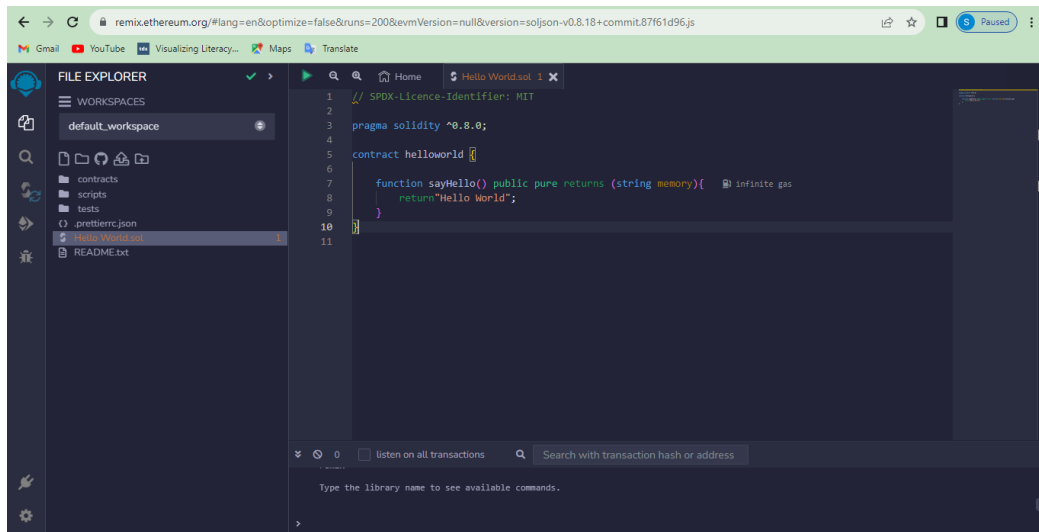 remix.ethereum.org/#lang=en&optimize=false&runs=200&evmVersion=null&version=soljson-v0.8.18+commit.87f61d96.js
S Paused
Gmail YouTube Visualizing Literacy... Maps Translate
FILE EXPLORER
WORKSPACES
default_workspace
contracts
scripts
tests
.prettierrc.json
Hello World.sol 1
README.txt
Home Hello World.sol 1
1 // SPDX-Licence-Identifier: MIT
2
3 pragma solidity ^0.8.0;
4
5 contract helloworld {
6
7 function sayHello() public pure returns (string memory){ infinite gas
8 return"Hello World";
9 }
10 }
11
0 listen on all transactions Search with transaction hash or address
Type the library name to see available commands.
>